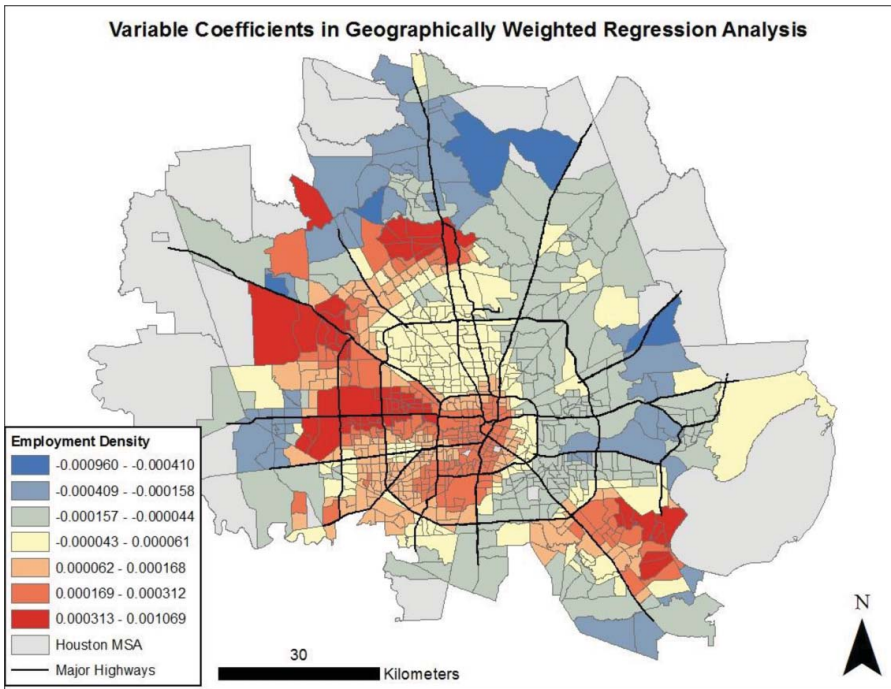 Variable Coefficients in Geographically Weighted Regression Analysis
Employment Density
-0.000960 - -0.000410
-0.000409 - -0.000158
-0.000157 - -0.000044
-0.000043 - 0.000061
0.000062 - 0.000168
0.000169 - 0.000312
0.000313 - 0.001069
Houston MSA
Major Highways
30
Kilometers
N